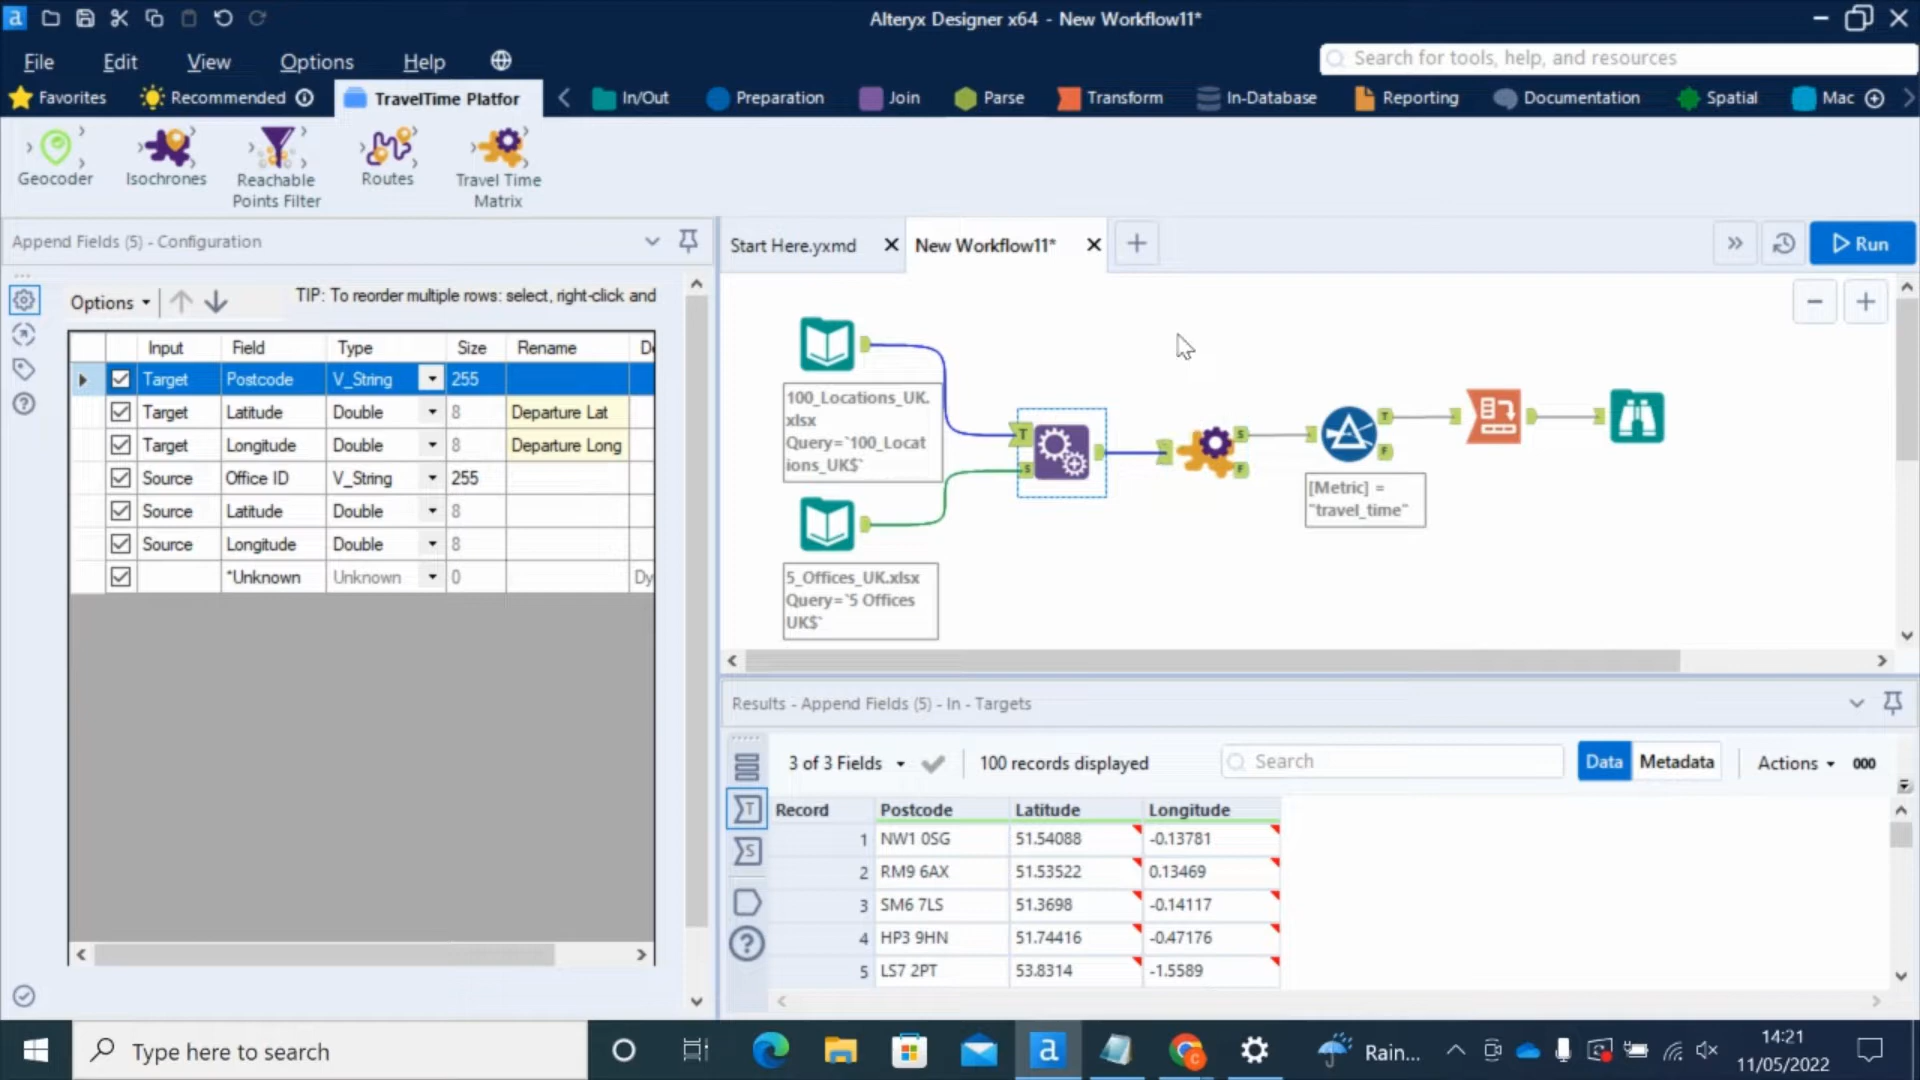 Alteryx Designer x64 - New Workflow11*
File Edit View Options Help
Search for tools, help, and resources
Favorites Recommended TravelTime Platfor In/Out Preparation Join Parse Transform In-Database Reporting Documentation Spatial Mac
Geocoder
Isochrones
Reachable
Points Filter
Routes
Travel Time
Matrix
Append Fields (5) - Configuration
Options
TIP: To reorder multiple rows: select, right-click and
Input Field Type Size Rename
Target Postcode V_String 255
Target Latitude Double 8 Departure Lat
Target Longitude Double 8 Departure Long
Source Office ID V_String 255
Source Latitude Double 8
Source Longitude Double 8
*Unknown Unknown 0 Dy
Start Here.yxmd
New Workflow11*
Run
100_Locations_UK.
xlsx
Query=`100_Locat
ions_UK$`
5_Offices_UK.xlsx
Query=`5 Offices
UK$`
T
S
S
F
T
F
[Metric] =
"travel_time"
Results - Append Fields (5) - In - Targets
3 of 3 Fields
100 records displayed
Search
Data
Metadata
Actions
000
Record Postcode Latitude Longitude
1 NW1 0SG 51.54088 -0.13781
2 RM9 6AX 51.53522 0.13469
3 SM6 7LS 51.3698 -0.14117
4 HP3 9HN 51.74416 -0.47176
5 LS7 2PT 53.8314 -1.5589
Type here to search
Rain...
14:21
11/05/2022